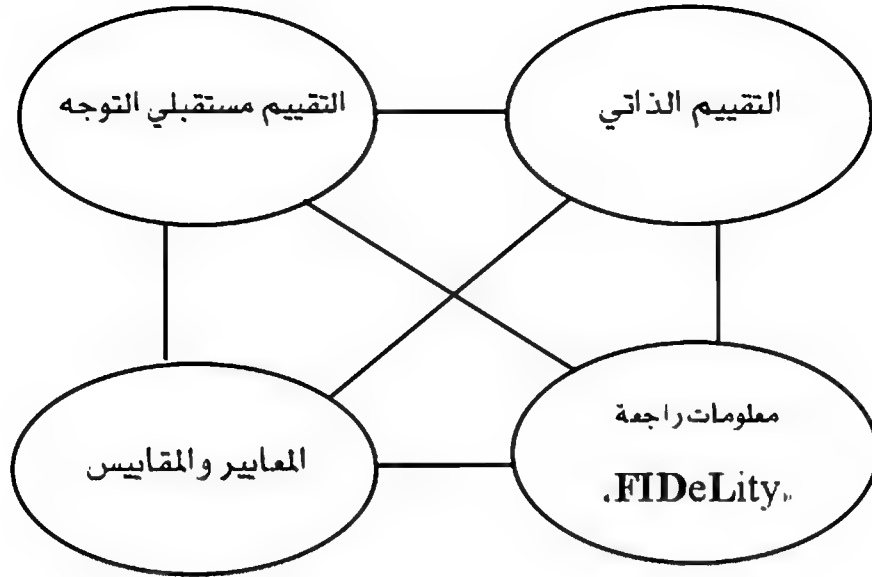 التقييم الذاتي
التقييم مستقبلي التوجه
معلومات راجعة
«FIDeLity»
المعايير والمقاييس